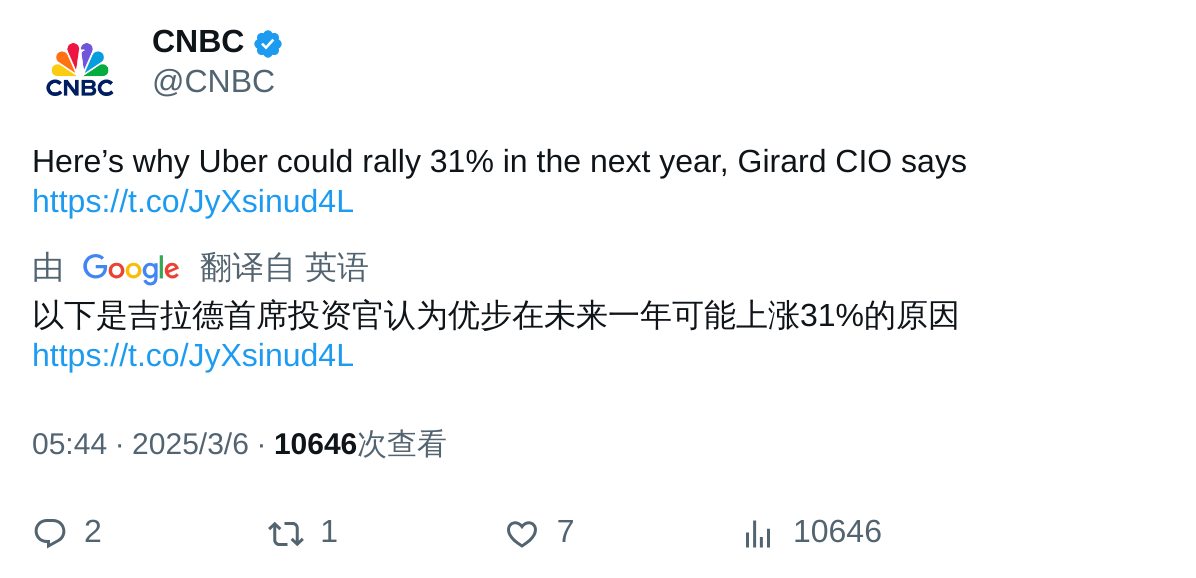 CNBC
CNBC
@CNBC
Here’s why Uber could rally 31% in the next year, Girard CIO says
https://t.co/JyXsinud4L
由 Google 翻译自 英语
以下是吉拉德首席投资官认为优步在未来一年可能上涨31%的原因
https://t.co/JyXsinud4L
05:44 · 2025/3/6 · 10646次查看
2 1 7 10646